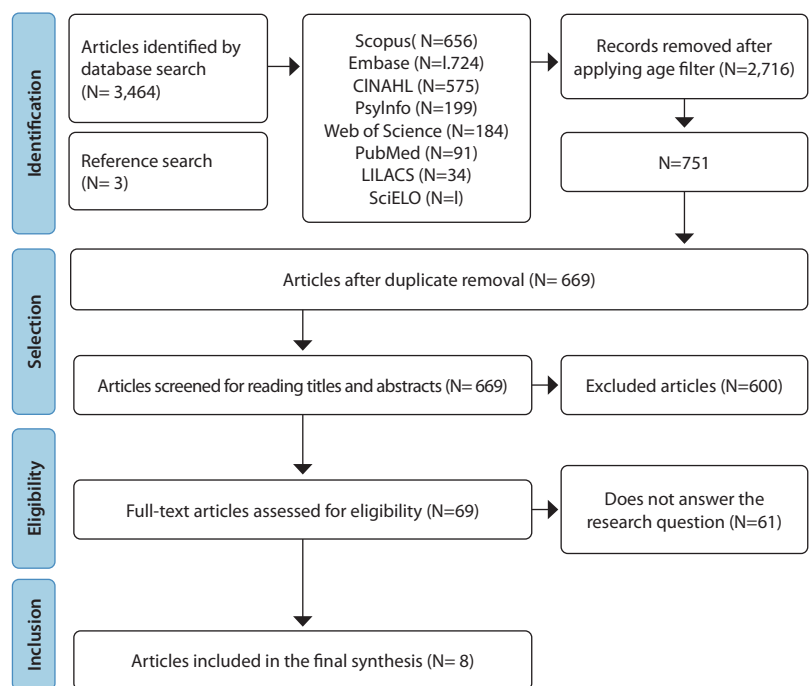 Identification
Articles identified by
database search
(N= 3,464)
Reference search
(N= 3)
Scopus( N=656)
Embase (N=l.724)
ClNAHL (N=575)
PsyInfo (N=199)
Web of Science (N=184)
PubMed (N=91)
LILACS (N=34)
SciELO (N=l)
Records removed after
applying age filter (N=2,716)
N=751
Selection
Articles after duplicate removal (N= 669)
Articles screened for reading titles and abstracts (N= 669)
Excluded articles (N=600)
Eligibility
Full-text articles assessed for eligibility (N=69)
Does not answer the
research question (N=61)
Inclusion
Articles included in the final synthesis (N= 8)